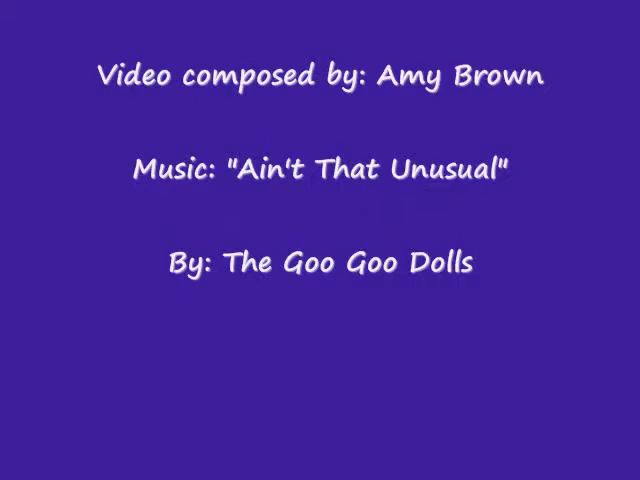 Video composed by: Amy Brown
Music: "Ain't That Unusual"
By: The Goo Goo Dolls